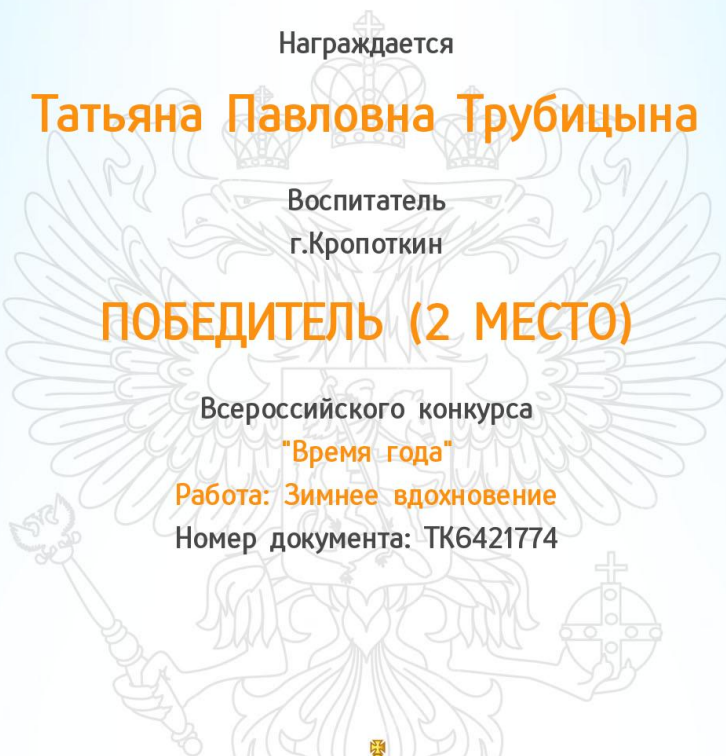 Награждается
Татьяна Павловна Трубицына
Воспитатель
г.Кропоткин
ПОБЕДИТЕЛЬ (2 МЕСТО)
Всероссийского конкурса
"Время года"
Работа: Зимнее вдохновение
Номер документа: ТК6421774